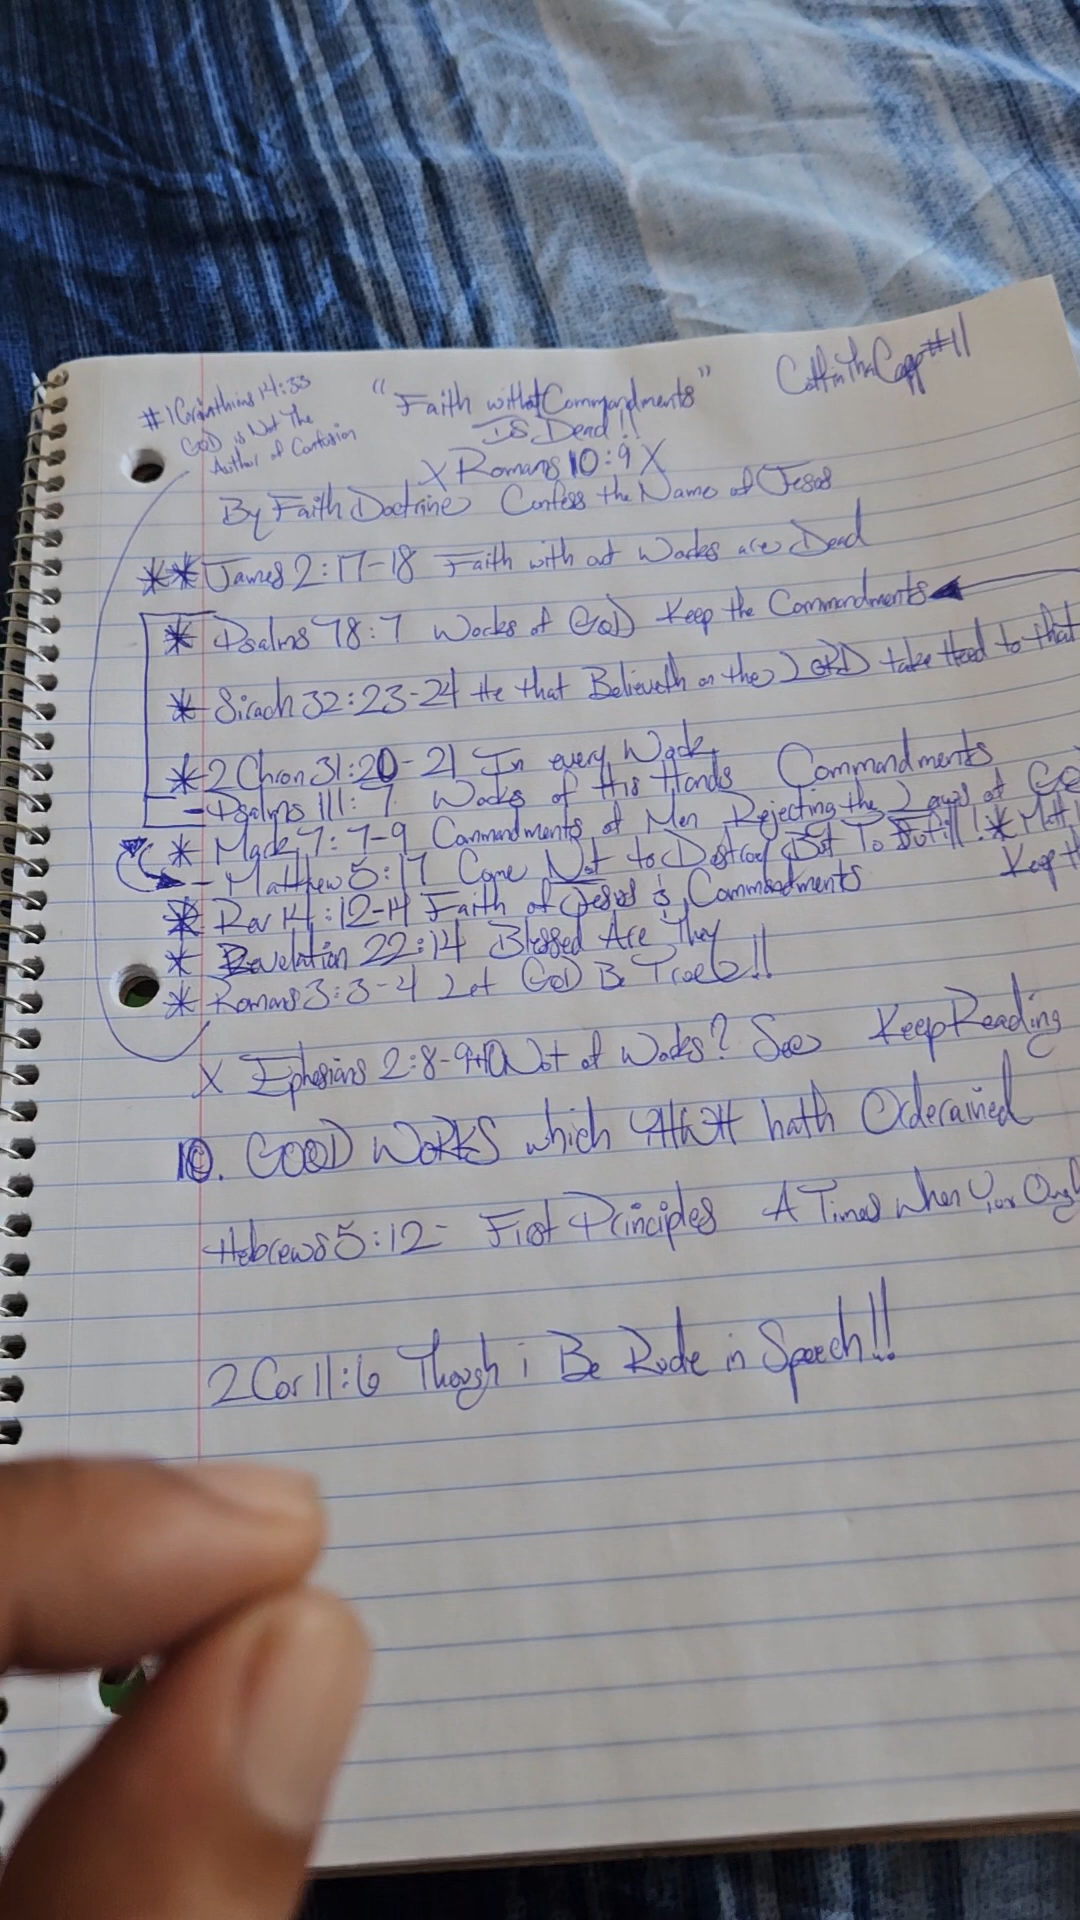 #1Corinthians 14:33
GOD is Not The
Author of Confusion
"Faith without Commandments"
IS Dead!!
X Romans 10:9 X
By Faith Doctrine Confess the Name of Jesus
** James 2:17-18 Faith with out Works are Dead
* Psalms 78:7 Works of GOD Keep the Commandments
* Sirach 32:23-24 He that Believeth on the LORD take Heed to that
* 2 Chron 31:20-21 In every Work Commandments
- Psalms 111:7 Works of His Hands
* Mark 7:7-9 Commandments of Men Rejecting the Laws of
- Matthew 5:17 Came Not to Destroy But To Fulfill! * Matt
Keep
* Rev 14:12-14 Faith of Jesus & Commandments
* Revelation 22:14 Blessed Are They
* Romans 3:3-4 Let GOD Be True!!
X Ephesians 2:8-9+10 Not of Works? See Keep Reading
10. GOOD WORKS which hath Orderained
Hebrews 5:12- First Principles A Time When
2 Cor 11:6 Though i Be Rude in Speech!!